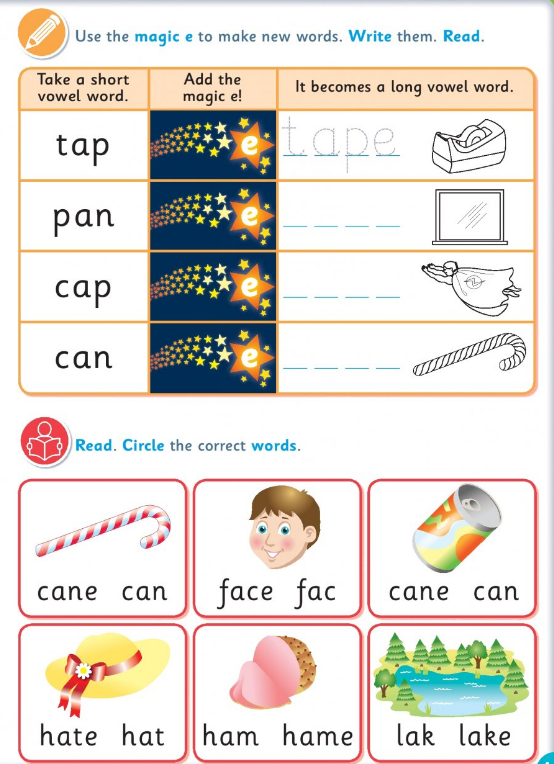 Use the magic e to make new words. Write them. Read.
Take a short
vowel word.
Add the
magic e!
It becomes a long vowel word.
tap
e
tape
pan
e
cap
e
can
e
Read. Circle the correct words.
cane can
face fac
cane can
hate hat
ham hame
lak lake